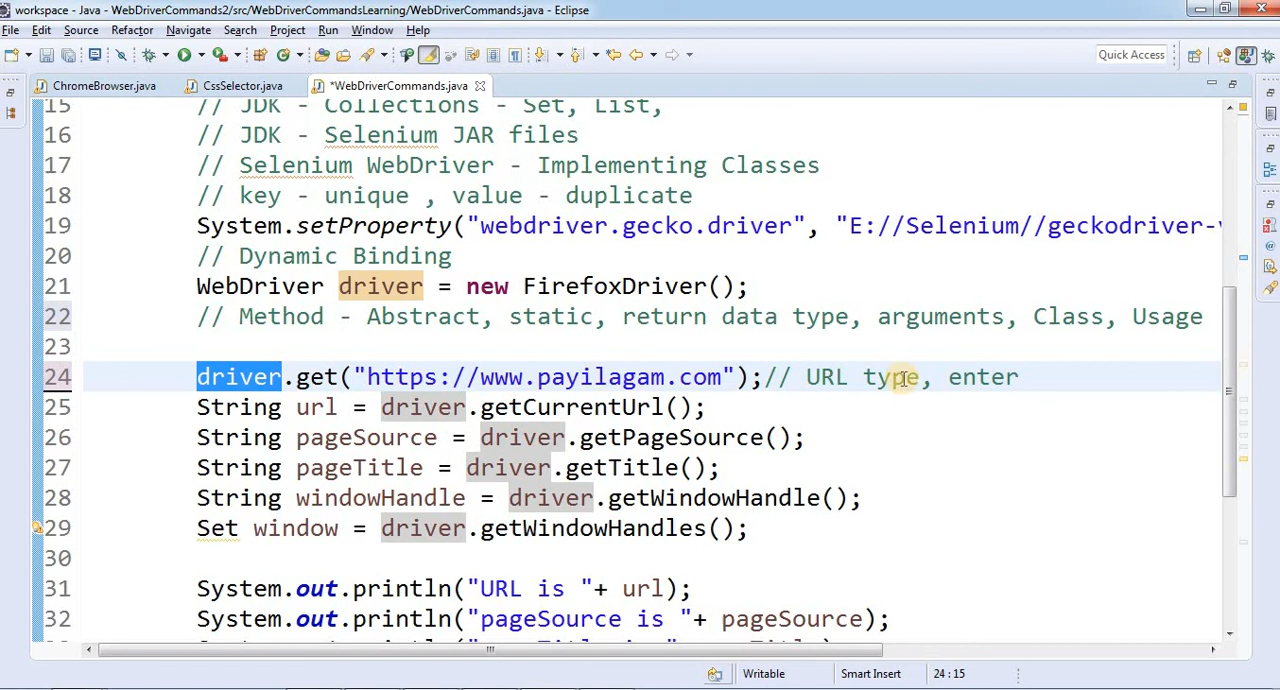 workspace - Java - WebDriverCommands2/src/WebDriverCommandsLearning/WebDriverCommands.java - Eclipse
File Edit Source Refactor Navigate Search Project Run Window Help
Quick Access
ChromeBrowser.java CssSelector.java *WebDriverCommands.java
15 // JDK - Collections - Set, List,
16 // JDK - Selenium JAR files
17 // Selenium WebDriver - Implementing Classes
18 // key - unique , value - duplicate
19 System.setProperty("webdriver.gecko.driver", "E://Selenium//geckodriver-
20 // Dynamic Binding
21 WebDriver driver = new FirefoxDriver();
22 // Method - Abstract, static, return data type, arguments, Class, Usage
23
24 driver.get("https://www.payilagam.com");// URL type, enter
25 String url = driver.getCurrentUrl();
26 String pageSource = driver.getPageSource();
27 String pageTitle = driver.getTitle();
28 String windowHandle = driver.getWindowHandle();
29 Set window = driver.getWindowHandles();
30
31 System.out.println("URL is "+ url);
32 System.out.println("pageSource is "+ pageSource);
Writable Smart Insert 24 : 15